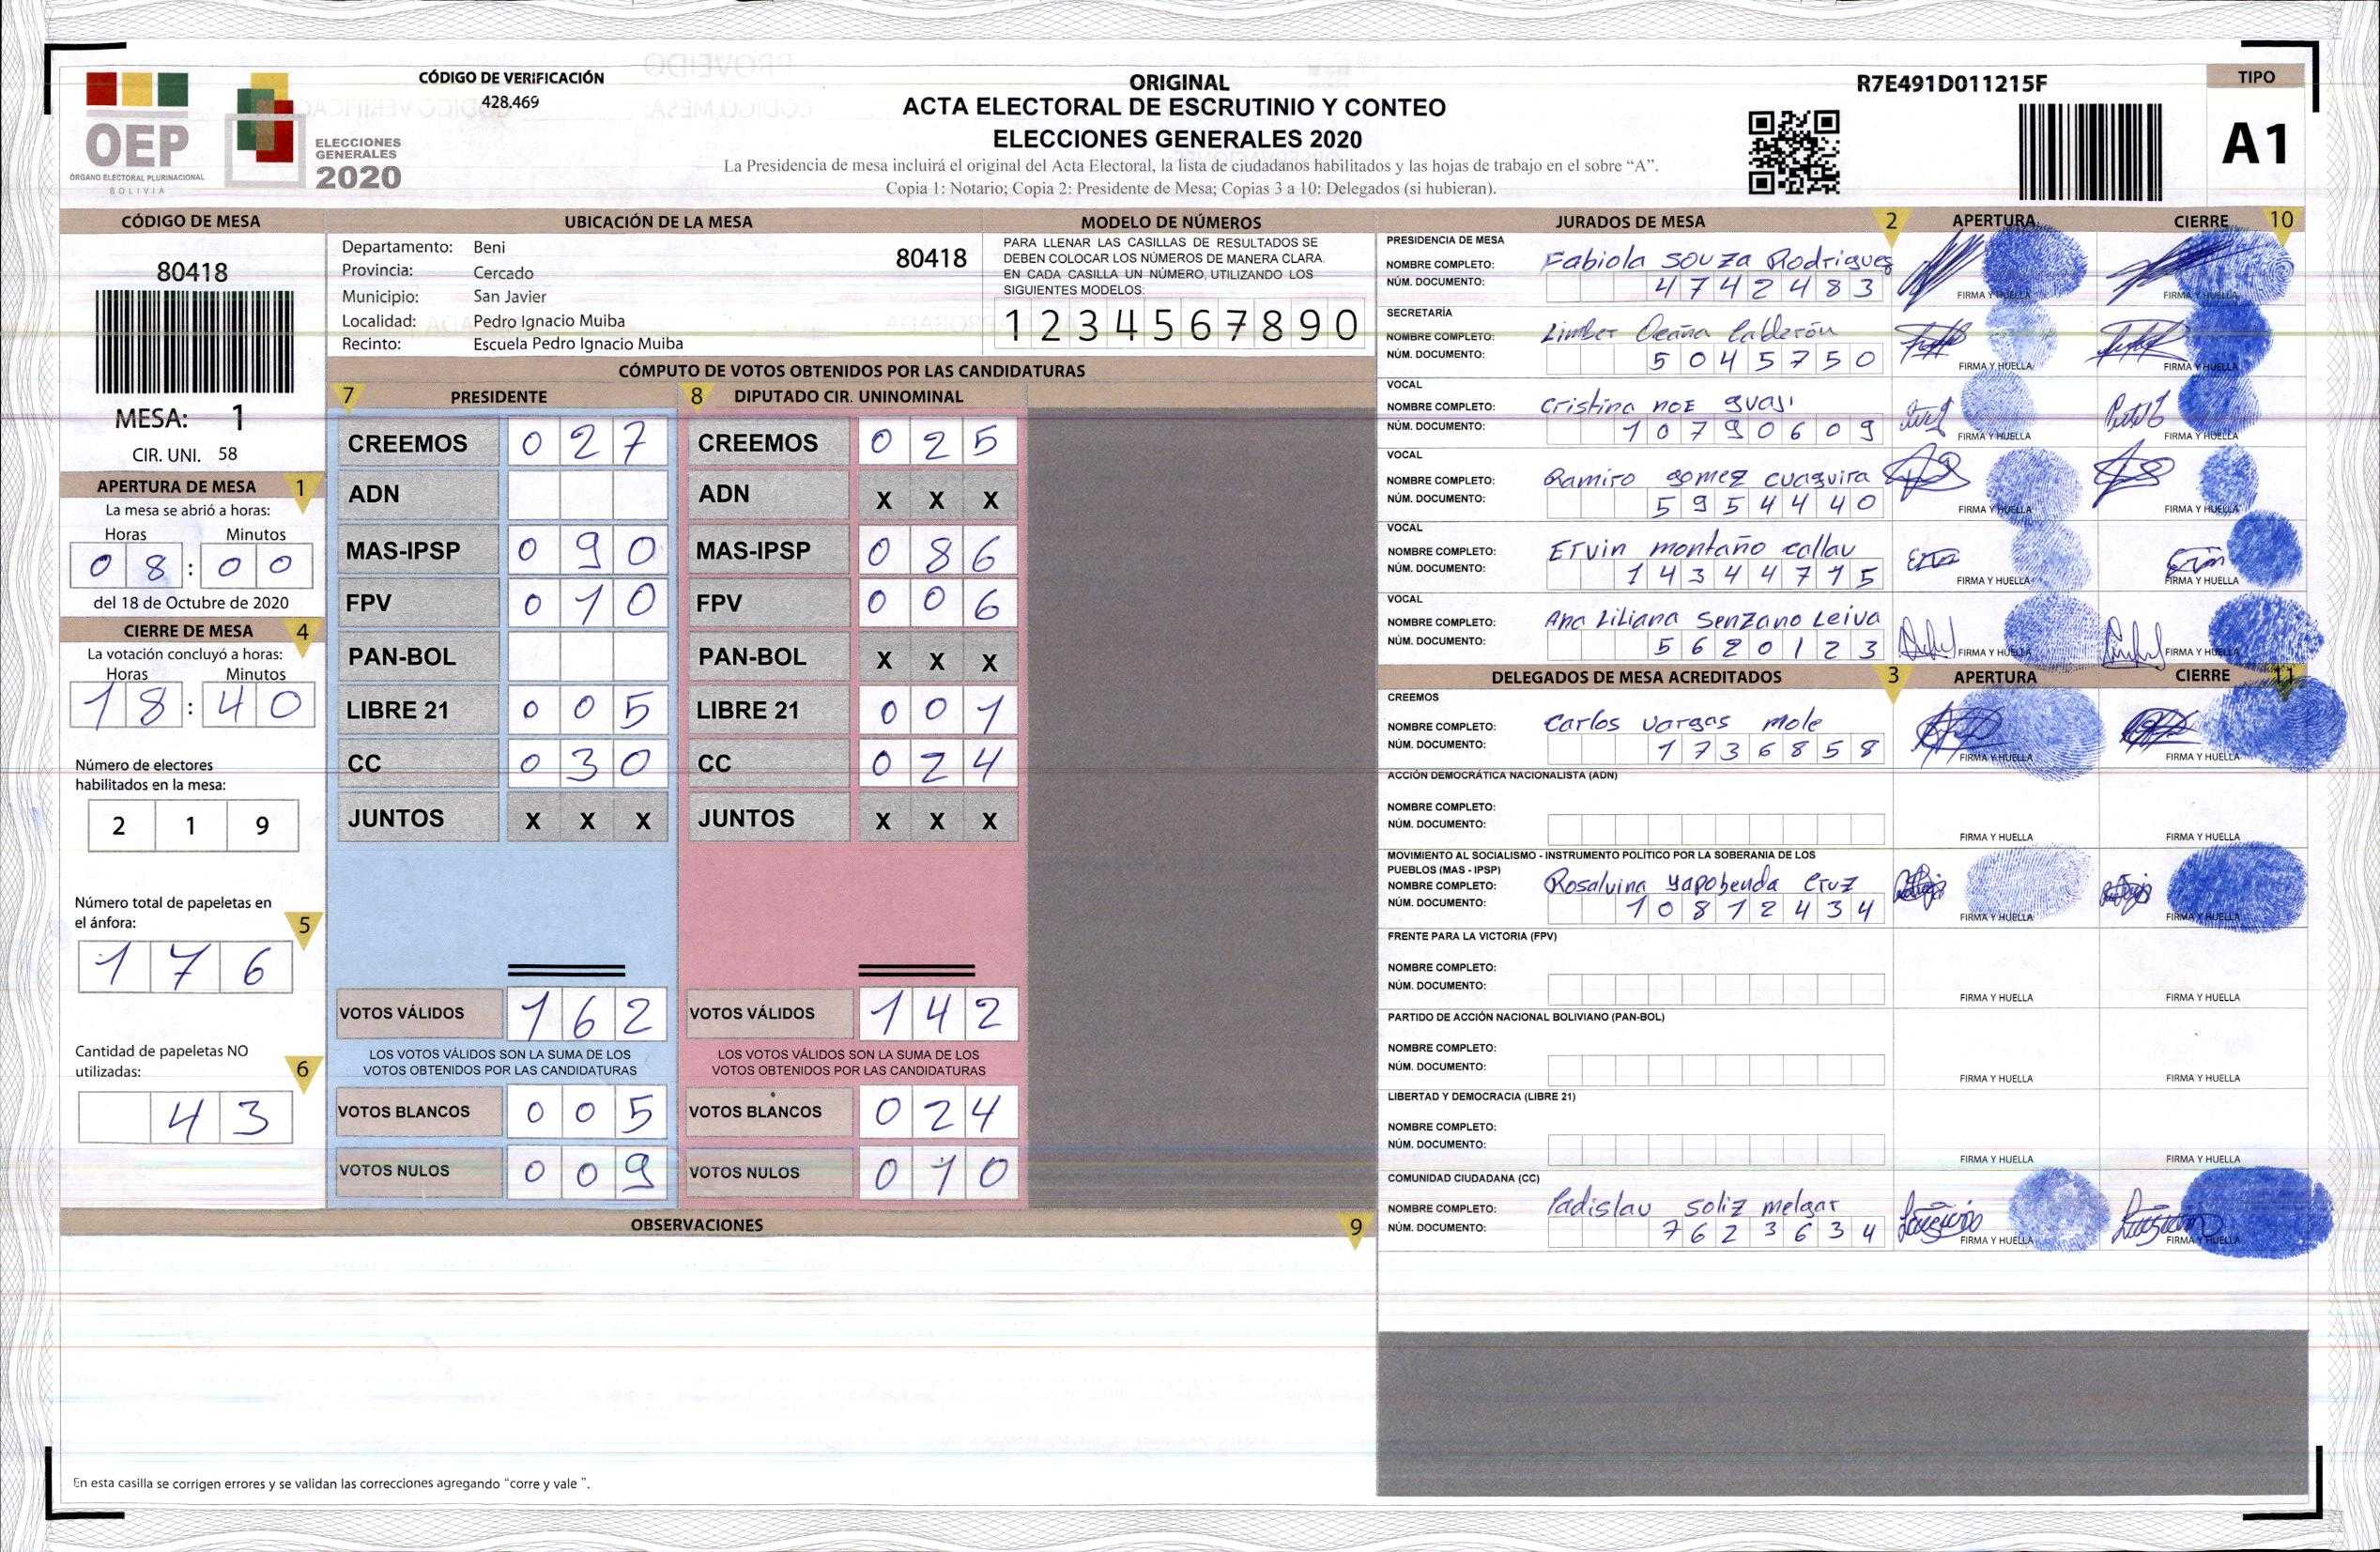 OEP
ÓRGANO ELECTORAL PLURINACIONAL
BOLIVIA
ELECCIONES
GENERALES
2020
CÓDIGO DE VERIFICACIÓN
428.469
ORIGINAL
ACTA ELECTORAL DE ESCRUTINIO Y CONTEO
ELECCIONES GENERALES 2020
La Presidencia de mesa incluirá el original del Acta Electoral, la lista de ciudadanos habilitados y las hojas de trabajo en el sobre “A”.
Copia 1: Notario; Copia 2: Presidente de Mesa; Copias 3 a 10: Delegados (si hubieran).
R7E491D011215F
TIPO
A1
CÓDIGO DE MESA
80418
MESA: 1
CIR. UNI. 58
APERTURA DE MESA 1
La mesa se abrió a horas:
Horas Minutos
0 8 : 0 0
del 18 de Octubre de 2020
CIERRE DE MESA 4
La votación concluyó a horas:
Horas Minutos
1 8 : 4 0
Número de electores
habilitados en la mesa:
2 1 9
Número total de papeletas en
el ánfora: 5
1 7 6
Cantidad de papeletas NO
utilizadas: 6
4 3
UBICACIÓN DE LA MESA
Departamento: Beni 80418
Provincia: Cercado
Municipio: San Javier
Localidad: Pedro Ignacio Muiba
Recinto: Escuela Pedro Ignacio Muiba
MODELO DE NÚMEROS
PARA LLENAR LAS CASILLAS DE RESULTADOS SE
DEBEN COLOCAR LOS NÚMEROS DE MANERA CLARA.
EN CADA CASILLA UN NÚMERO, UTILIZANDO LOS
SIGUIENTES MODELOS:
1 2 3 4 5 6 7 8 9 0
CÓMPUTO DE VOTOS OBTENIDOS POR LAS CANDIDATURAS
7 PRESIDENTE 8 DIPUTADO CIR. UNINOMINAL
CREEMOS 0 2 7 CREEMOS 0 2 5
ADN ADN X X X
MAS-IPSP 0 9 0 MAS-IPSP 0 8 6
FPV 0 1 0 FPV 0 0 6
PAN-BOL PAN-BOL X X X
LIBRE 21 0 0 5 LIBRE 21 0 0 1
CC 0 3 0 CC 0 2 4
JUNTOS X X X JUNTOS X X X
VOTOS VÁLIDOS 1 6 2 VOTOS VÁLIDOS 1 4 2
LOS VOTOS VÁLIDOS SON LA SUMA DE LOS LOS VOTOS VÁLIDOS SON LA SUMA DE LOS
VOTOS OBTENIDOS POR LAS CANDIDATURAS VOTOS OBTENIDOS POR LAS CANDIDATURAS
VOTOS BLANCOS 0 0 5 VOTOS BLANCOS 0 2 4
VOTOS NULOS 0 0 9 VOTOS NULOS 0 1 0
OBSERVACIONES 9
En esta casilla se corrigen errores y se validan las correcciones agregando “corre y vale ”.
JURADOS DE MESA 2 APERTURA CIERRE 10
PRESIDENCIA DE MESA
NOMBRE COMPLETO: Fabiola Souza Rodrigues
NÚM. DOCUMENTO: 4 7 4 2 4 8 3 FIRMA Y HUELLA FIRMA Y HUELLA
SECRETARÍA
NOMBRE COMPLETO: Limber Calderón
NÚM. DOCUMENTO: 5 0 4 5 7 5 0 FIRMA Y HUELLA FIRMA Y HUELLA
VOCAL
NOMBRE COMPLETO: Cristina NOE guasi
NÚM. DOCUMENTO: 1 0 7 9 0 6 0 9 FIRMA Y HUELLA FIRMA Y HUELLA
VOCAL
NOMBRE COMPLETO: Ramiro gomez cuaquira
NÚM. DOCUMENTO: 5 9 5 4 4 4 0 FIRMA Y HUELLA FIRMA Y HUELLA
VOCAL
NOMBRE COMPLETO: Ervin montaño callau
NÚM. DOCUMENTO: 1 4 3 4 4 7 1 5 FIRMA Y HUELLA FIRMA Y HUELLA
VOCAL
NOMBRE COMPLETO: Ana Liliana Senzano Leiva
NÚM. DOCUMENTO: 5 6 2 0 1 2 3 FIRMA Y HUELLA FIRMA Y HUELLA
DELEGADOS DE MESA ACREDITADOS 3 APERTURA CIERRE 11
CREEMOS
NOMBRE COMPLETO: Carlos vargas mole
NÚM. DOCUMENTO: 1 7 3 6 8 5 8 FIRMA Y HUELLA FIRMA Y HUELLA
ACCIÓN DEMOCRÁTICA NACIONALISTA (ADN)
NOMBRE COMPLETO:
NÚM. DOCUMENTO: FIRMA Y HUELLA FIRMA Y HUELLA
MOVIMIENTO AL SOCIALISMO - INSTRUMENTO POLÍTICO POR LA SOBERANIA DE LOS
PUEBLOS (MAS - IPSP)
NOMBRE COMPLETO: Rosalvina Yapobenda Cruz
NÚM. DOCUMENTO: 1 0 8 1 2 4 3 4 FIRMA Y HUELLA FIRMA Y HUELLA
FRENTE PARA LA VICTORIA (FPV)
NOMBRE COMPLETO:
NÚM. DOCUMENTO: FIRMA Y HUELLA FIRMA Y HUELLA
PARTIDO DE ACCIÓN NACIONAL BOLIVIANO (PAN-BOL)
NOMBRE COMPLETO:
NÚM. DOCUMENTO: FIRMA Y HUELLA FIRMA Y HUELLA
LIBERTAD Y DEMOCRACIA (LIBRE 21)
NOMBRE COMPLETO:
NÚM. DOCUMENTO: FIRMA Y HUELLA FIRMA Y HUELLA
COMUNIDAD CIUDADANA (CC)
NOMBRE COMPLETO: Ladislau Soliz melgar
NÚM. DOCUMENTO: 7 6 2 3 6 3 4 FIRMA Y HUELLA FIRMA Y HUELLA